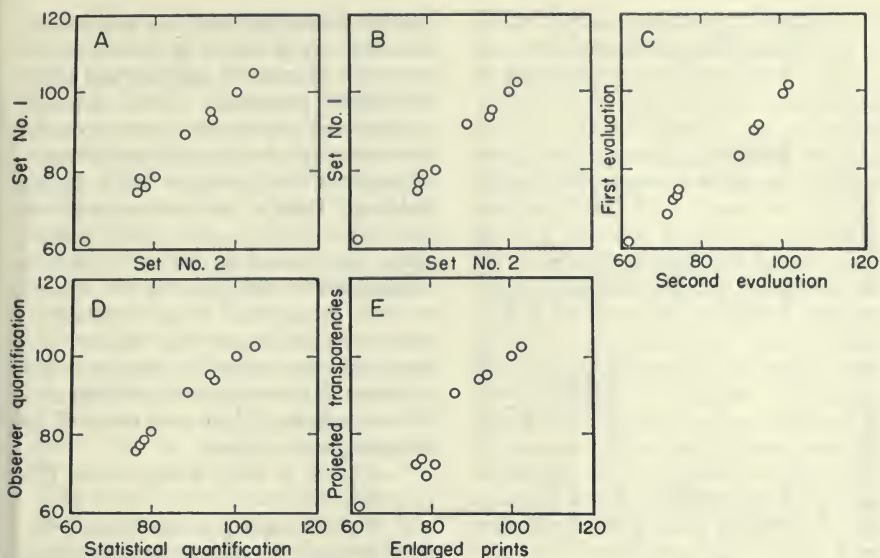 120
A
100
80
60
Set No. 1
Set No. 2
B
Set No. 1
Set No. 2
C
First evaluation
60
80
100
120
Second evaluation
120
D
100
80
60
Observer quantification
60
80
100
120
Statistical quantification
E
Projected transparencies
60
80
100
120
Enlarged prints